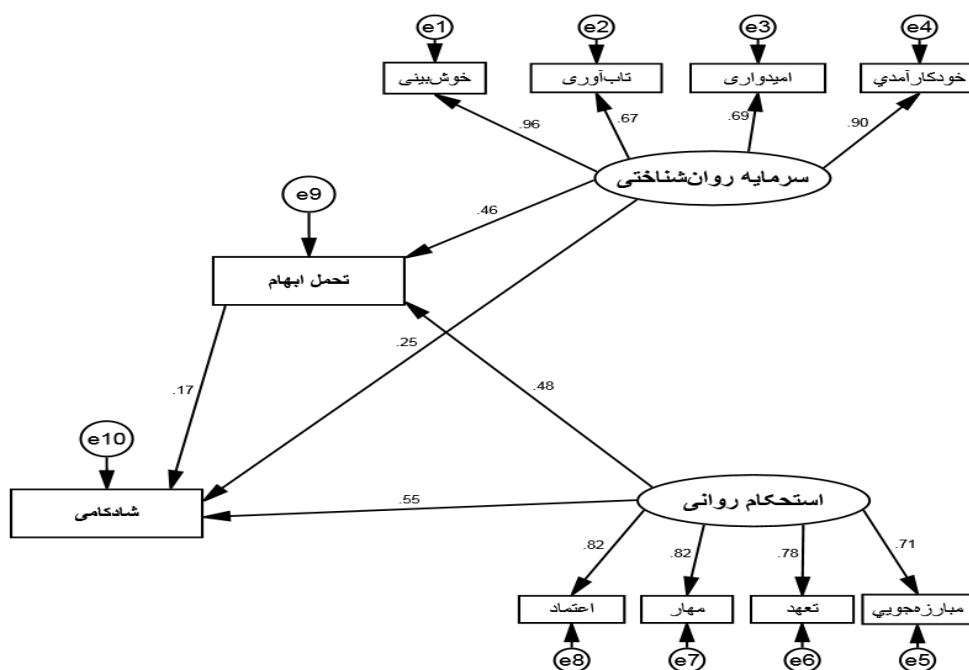 e1
e2
e3
e4
خوش‌بینی
تاب‌آوری
امیدواری
خودکارآمدي
.96
.67
.69
.90
سرمایه روان‌شناختی
e9
.46
تحمل ابهام
.25
.17
.48
e10
شادکامی
.55
استحکام روانی
.82
.82
.78
.71
اعتماد
مهار
تعهد
مبارزه‌جويي
e8
e7
e6
e5